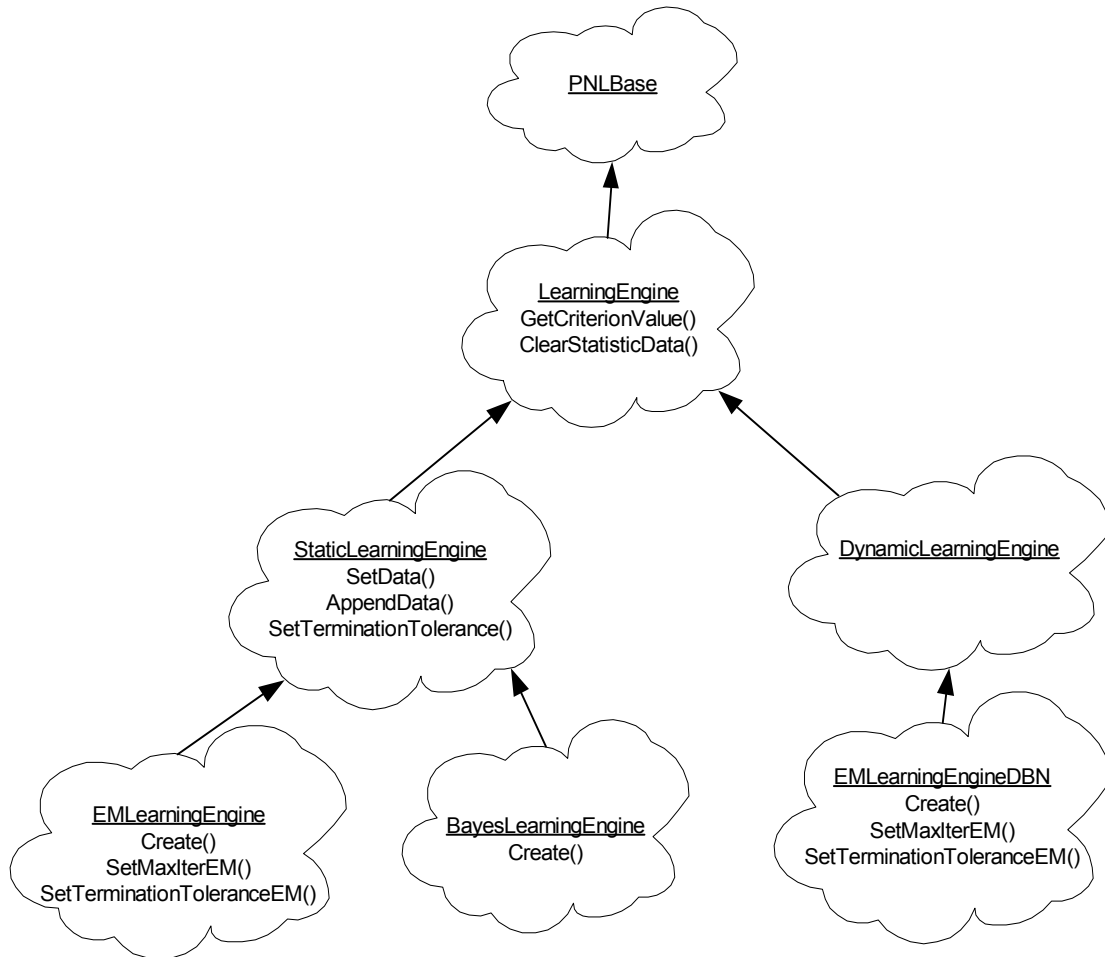 PNLBase
LearningEngine
GetCriterionValue()
ClearStatisticData()
StaticLearningEngine
SetData()
AppendData()
SetTerminationTolerance()
DynamicLearningEngine
EMLearningEngine
Create()
SetMaxIterEM()
SetTerminationToleranceEM()
BayesLearningEngine
Create()
EMLearningEngineDBN
Create()
SetMaxIterEM()
SetTerminationToleranceEM()